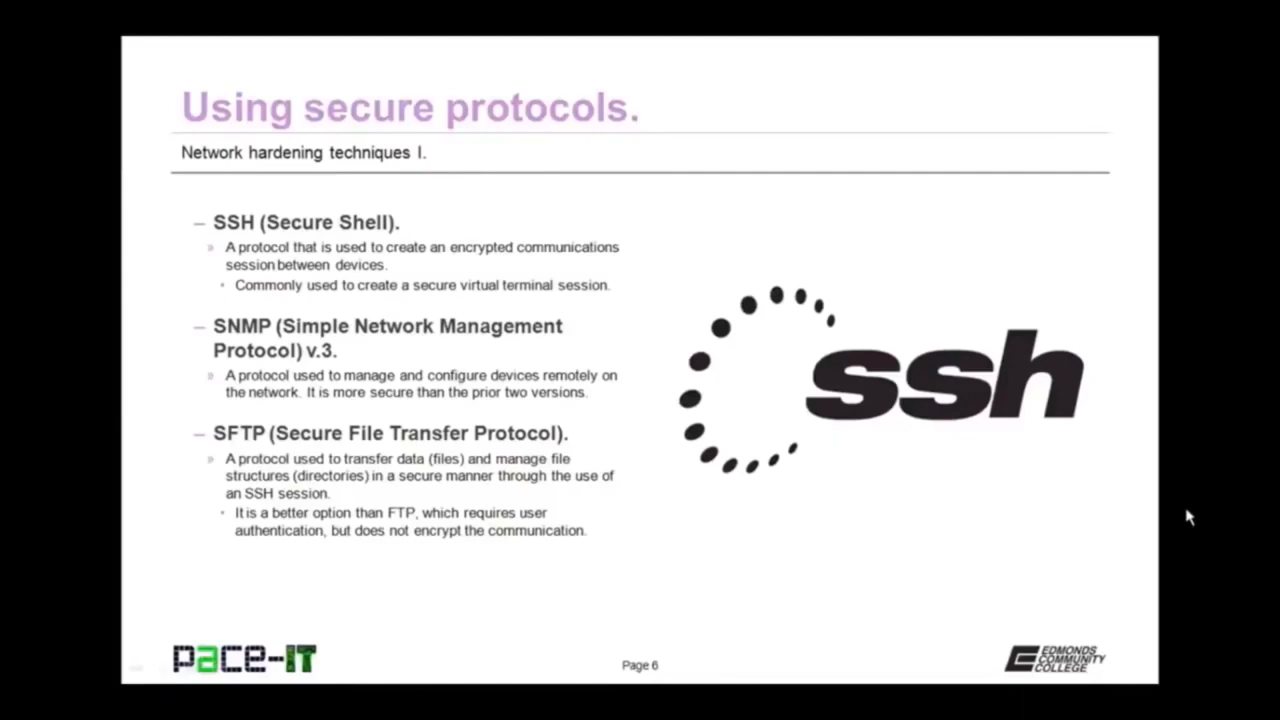 Using secure protocols.
Network hardening techniques I.
– SSH (Secure Shell).
» A protocol that is used to create an encrypted communications
session between devices.
• Commonly used to create a secure virtual terminal session.
– SNMP (Simple Network Management
Protocol) v.3.
» A protocol used to manage and configure devices remotely on
the network. It is more secure than the prior two versions.
– SFTP (Secure File Transfer Protocol).
» A protocol used to transfer data (files) and manage file
structures (directories) in a secure manner through the use of
an SSH session.
• It is a better option than FTP, which requires user
authentication, but does not encrypt the communication.
ssh
pace-IT
Page 6
EDMONDS
COMMUNITY
COLLEGE